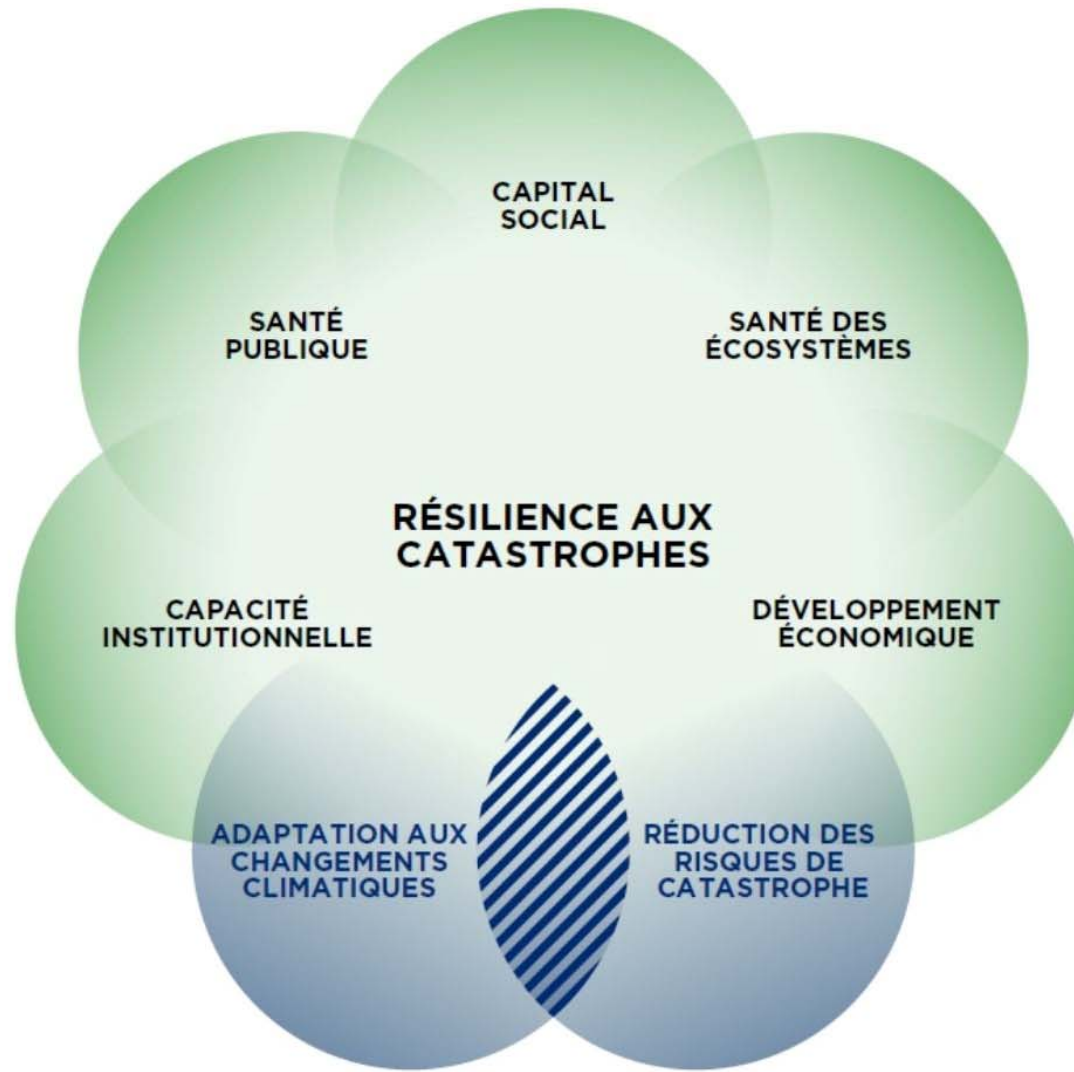 CAPITAL
SOCIAL
SANTÉ
PUBLIQUE
SANTÉ DES
ÉCOSYSTÈMES
RÉSILIENCE AUX
CATASTROPHES
CAPACITÉ
INSTITUTIONNELLE
DÉVELOPPEMENT
ÉCONOMIQUE
ADAPTATION AUX
CHANGEMENTS
CLIMATIQUES
RÉDUCTION DES
RISQUES DE
CATASTROPHE